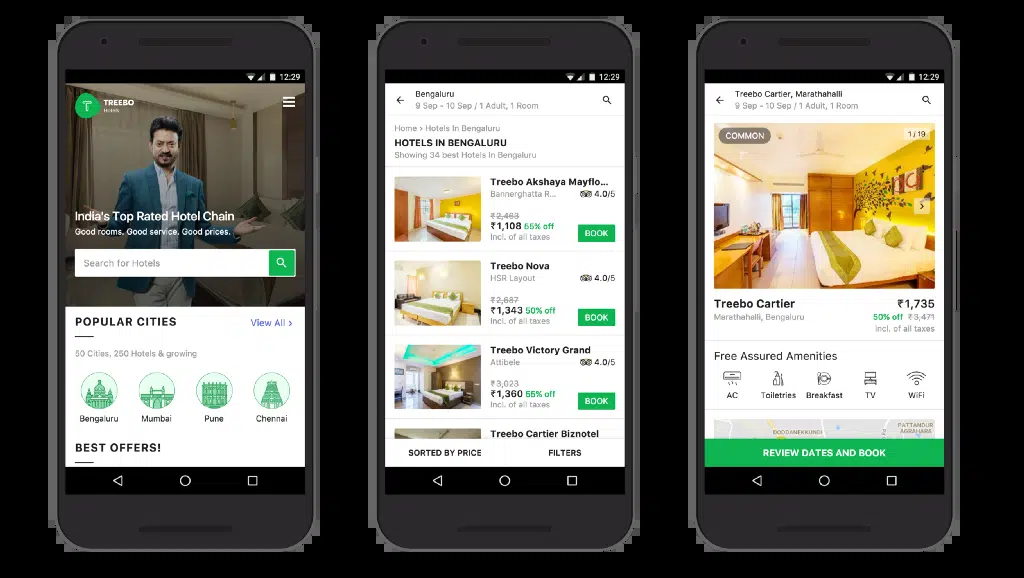 12:29
TREEBO
HOTELS
India's Top Rated Hotel Chain
Good rooms. Good service. Good prices.
Search for Hotels
POPULAR CITIES
View All ›
50 Cities, 250 Hotels & growing
Bengaluru
Mumbai
Pune
Chennai
BEST OFFERS!
12:29
Bengaluru
9 Sep - 10 Sep / 1 Adult, 1 Room
Home › Hotels In Bengaluru
HOTELS IN BENGALURU
Showing 34 best Hotels In Bengaluru
Treebo Akshaya Mayflo...
Bannerghatta R...
4.0/5
₹2,463
₹1,108 55% off
Incl. of all taxes
BOOK
Treebo Nova
HSR Layout
4.0/5
₹2,687
₹1,343 50% off
Incl. of all taxes
BOOK
Treebo Victory Grand
Attibele
4.0/5
₹3,023
₹1,360 55% off
Incl. of all taxes
BOOK
Treebo Cartier Biznotel
SORTED BY PRICE
FILTERS
12:29
Treebo Cartier, Marathahalli
9 Sep - 10 Sep / 1 Adult, 1 Room
COMMON
1 / 19
Treebo Cartier
₹1,735
Marathahalli, Bengaluru
50% off ₹3,471
Incl. of all taxes
Free Assured Amenities
AC
Toiletries
Breakfast
TV
WiFi
DODDANEKKUNDI
PATTANDUR
AGRAHARA
REVIEW DATES AND BOOK